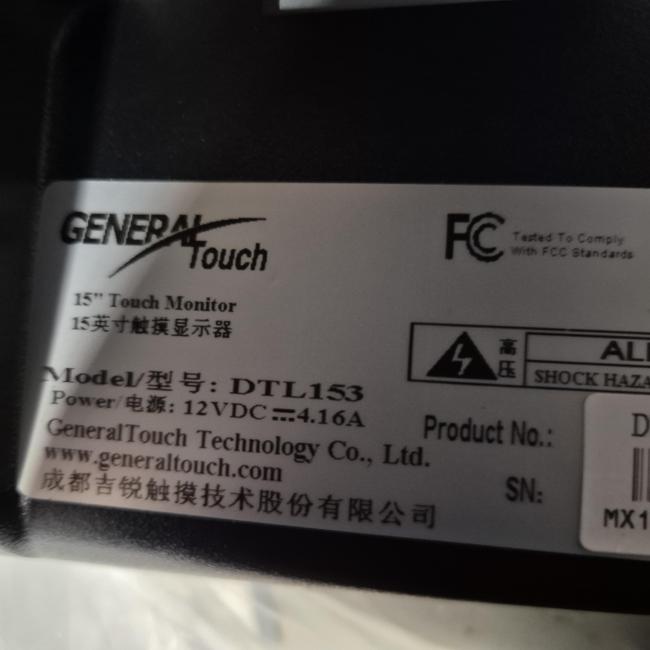 GENERAL
Touch
FC Tested To Comply
With FCC Standards
15" Touch Monitor
15英寸触摸显示器
高压
SHOCK
Model/型号: DTL153
Power/电源: 12VDC⎓4.16A
GeneralTouch Technology Co., Ltd.
www.generaltouch.com
成都吉锐触摸技术股份有限公司
Product No.:
SN:
D
MX1